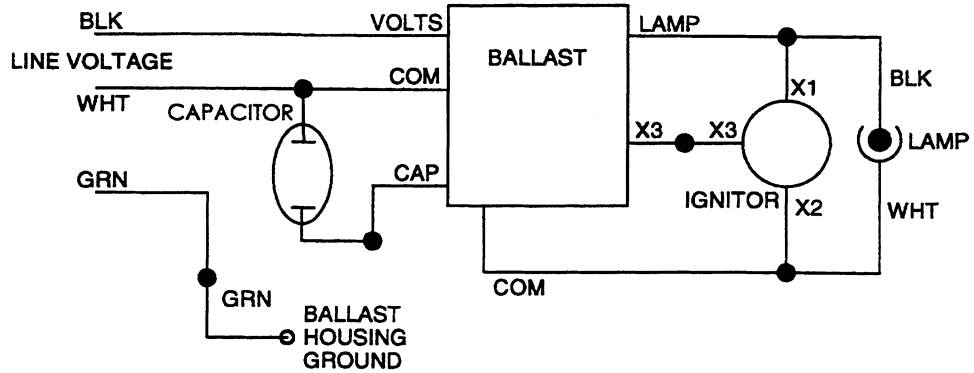 BLK
VOLTS
LAMP
LINE VOLTAGE
BALLAST
COM
BLK
WHT
CAPACITOR
X1
X3
X3
LAMP
GRN
CAP
IGNITOR
X2
WHT
COM
GRN
BALLAST
HOUSING
GROUND